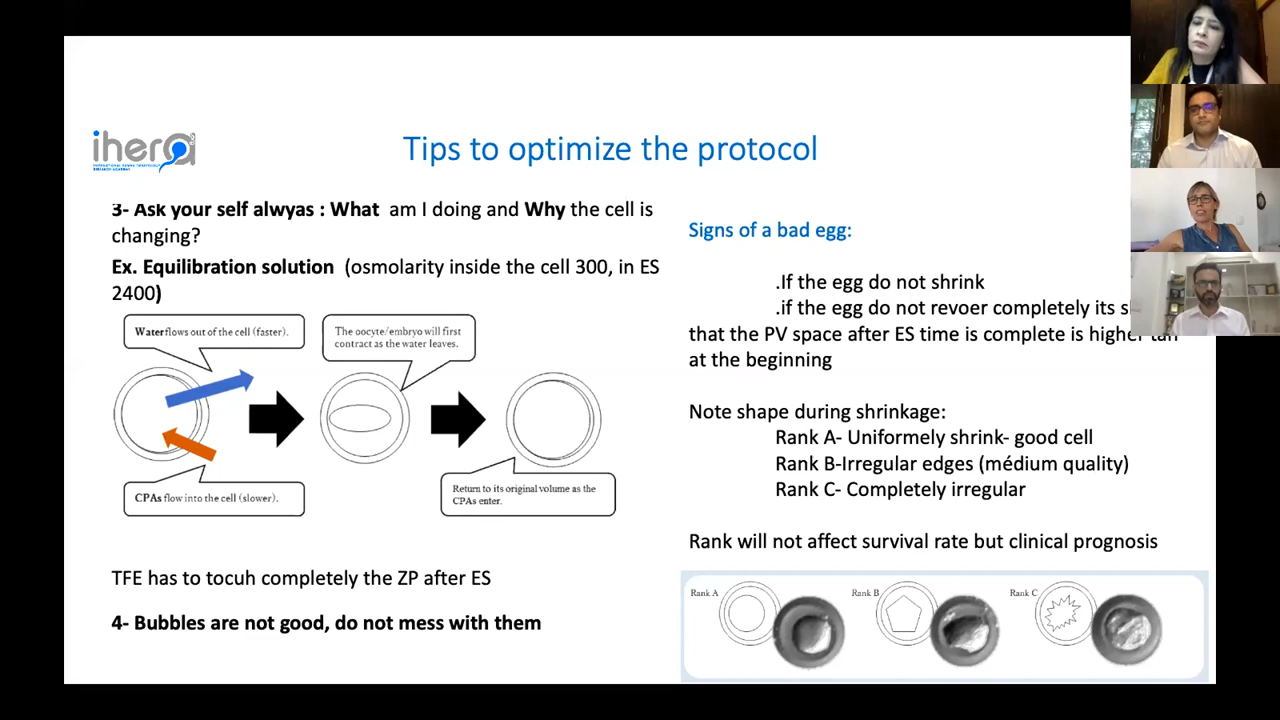 ihera
Tips to optimize the protocol
3- Ask your self alwyas : What am I doing and Why the cell is
changing?
Ex. Equilibration solution (osmolarity inside the cell 300, in ES
2400)
Water flows out of the cell (faster).
The oocyte/embryo will first
contract as the water leaves.
CPAs flow into the cell (slower).
Return to its original volume as the
CPAs enter.
TFE has to tocuh completely the ZP after ES
4- Bubbles are not good, do not mess with them
Signs of a bad egg:
.If the egg do not shrink
.if the egg do not revoer completely its
that the PV space after ES time is complete is higher tan
at the beginning
Note shape during shrinkage:
Rank A- Uniformely shrink- good cell
Rank B-Irregular edges (médium quality)
Rank C- Completely irregular
Rank will not affect survival rate but clinical prognosis
Rank A
Rank B
Rank C